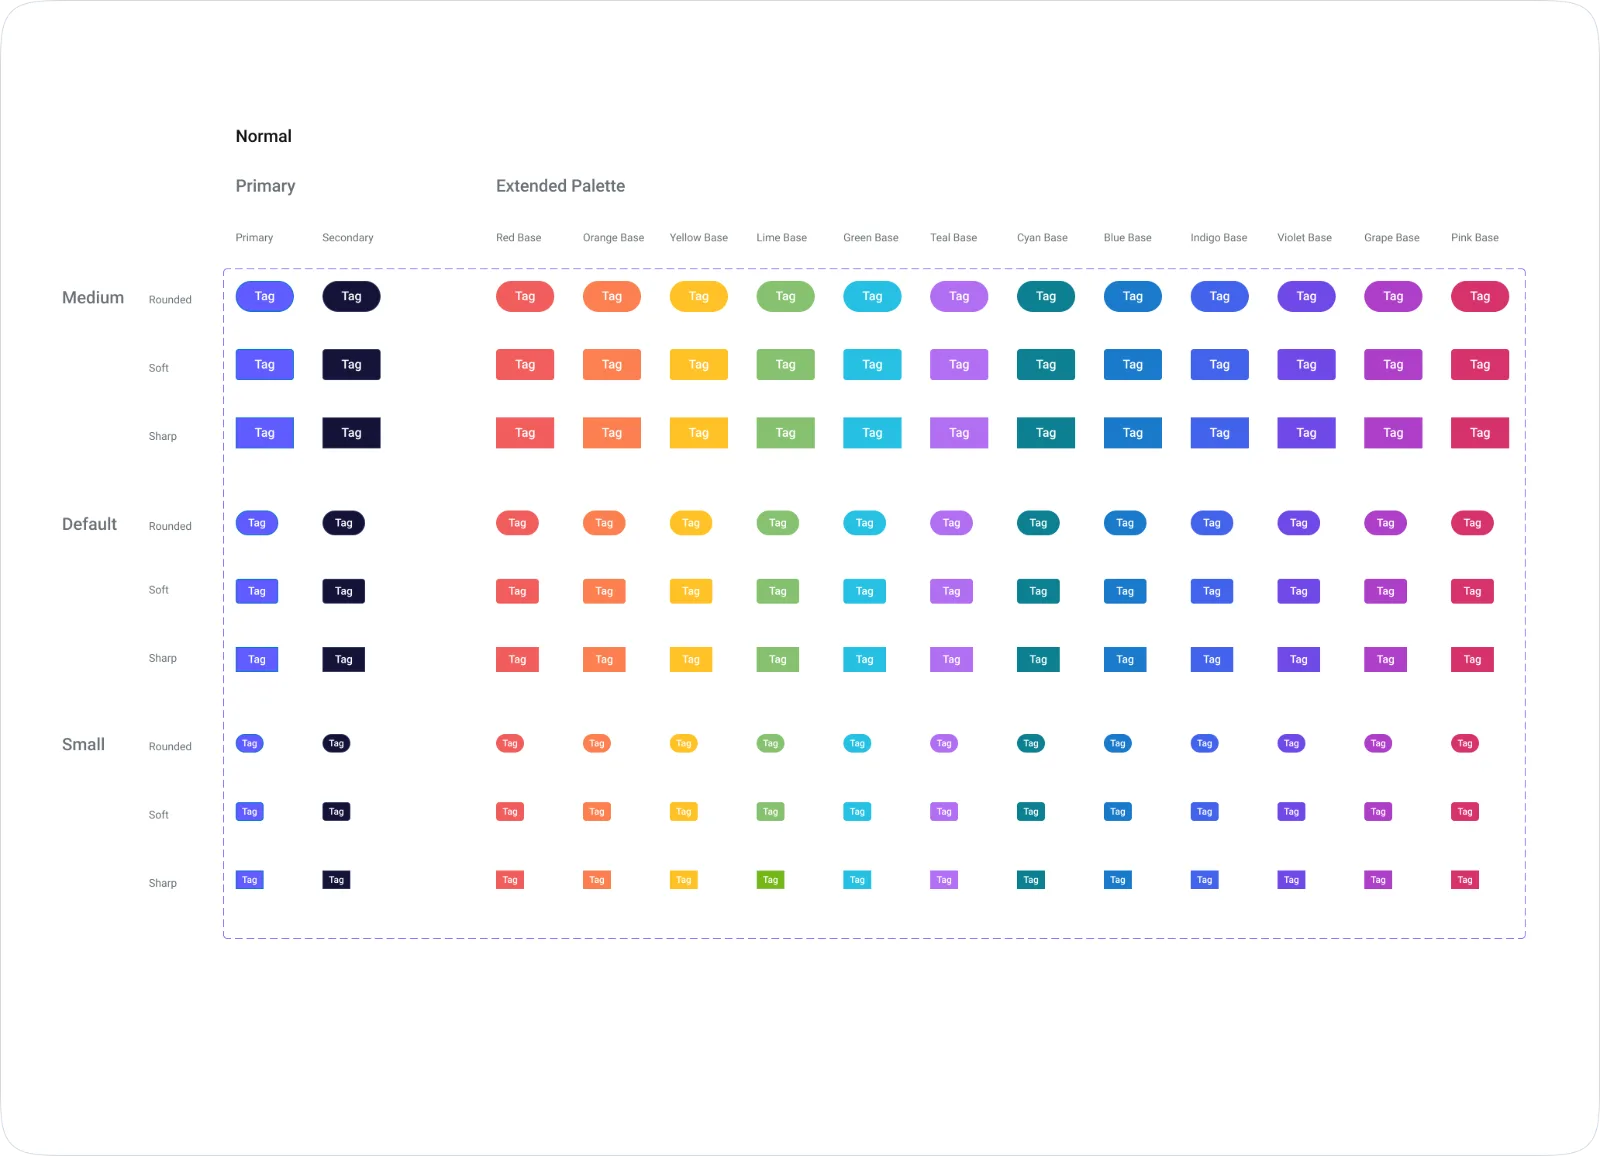 Normal
Primary Extended Palette
Primary Secondary Red Base Orange Base Yellow Base Lime Base Green Base Teal Base Cyan Base Blue Base Indigo Base Violet Base Grape Base Pink Base
Medium Rounded Tag Tag Tag Tag Tag Tag Tag Tag Tag Tag Tag Tag Tag Tag
Soft Tag Tag Tag Tag Tag Tag Tag Tag Tag Tag Tag Tag Tag Tag
Sharp Tag Tag Tag Tag Tag Tag Tag Tag Tag Tag Tag Tag Tag Tag
Default Rounded Tag Tag Tag Tag Tag Tag Tag Tag Tag Tag Tag Tag Tag Tag
Soft Tag Tag Tag Tag Tag Tag Tag Tag Tag Tag Tag Tag Tag Tag
Sharp Tag Tag Tag Tag Tag Tag Tag Tag Tag Tag Tag Tag Tag Tag
Small Rounded Tag Tag Tag Tag Tag Tag Tag Tag Tag Tag Tag Tag Tag Tag
Soft Tag Tag Tag Tag Tag Tag Tag Tag Tag Tag Tag Tag Tag Tag
Sharp Tag Tag Tag Tag Tag Tag Tag Tag Tag Tag Tag Tag Tag Tag